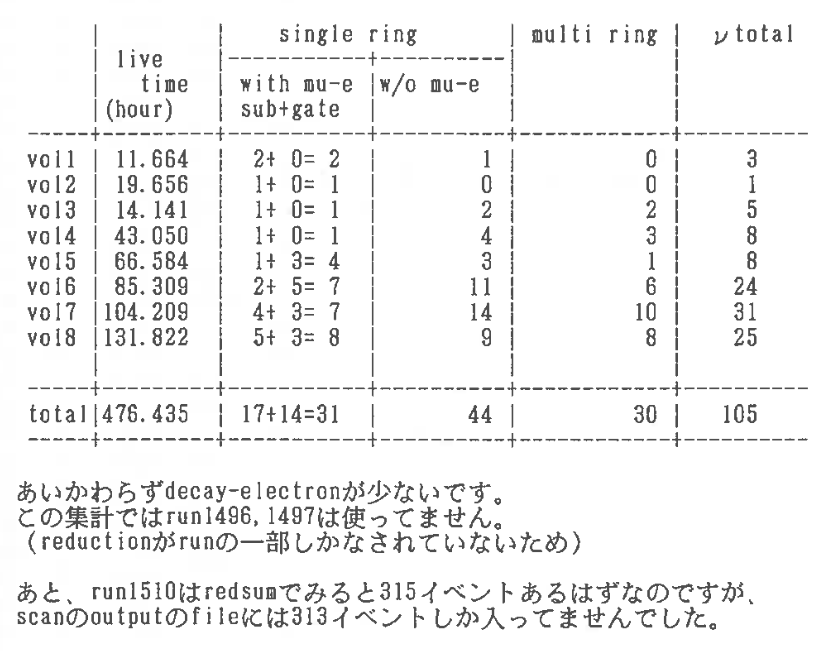 single ring | multi ring | νtotal
live
time | with mu-e | w/o mu-e
(hour) | sub+gate
vol1 | 11.664 | 2+ 0= 2 | 1 | 0 | 3
vol2 | 19.656 | 1+ 0= 1 | 0 | 0 | 1
vol3 | 14.141 | 1+ 0= 1 | 2 | 2 | 5
vol4 | 43.050 | 1+ 0= 1 | 4 | 3 | 8
vol5 | 66.584 | 1+ 3= 4 | 3 | 1 | 8
vol6 | 85.309 | 2+ 5= 7 | 11 | 6 | 24
vol7 |104.209 | 4+ 3= 7 | 14 | 10 | 31
vol8 |131.822 | 5+ 3= 8 | 9 | 8 | 25
total|476.435 | 17+14=31 | 44 | 30 | 105
あいかわらずdecay-electronが少ないです。
この集計ではrun1496,1497は使ってません。
(reductionがrunの一部しかなされていないため)
あと、run1510はredsumでみると315イベントあるはずなのですが、
scanのoutputのfileには313イベントしか入ってませんでした。